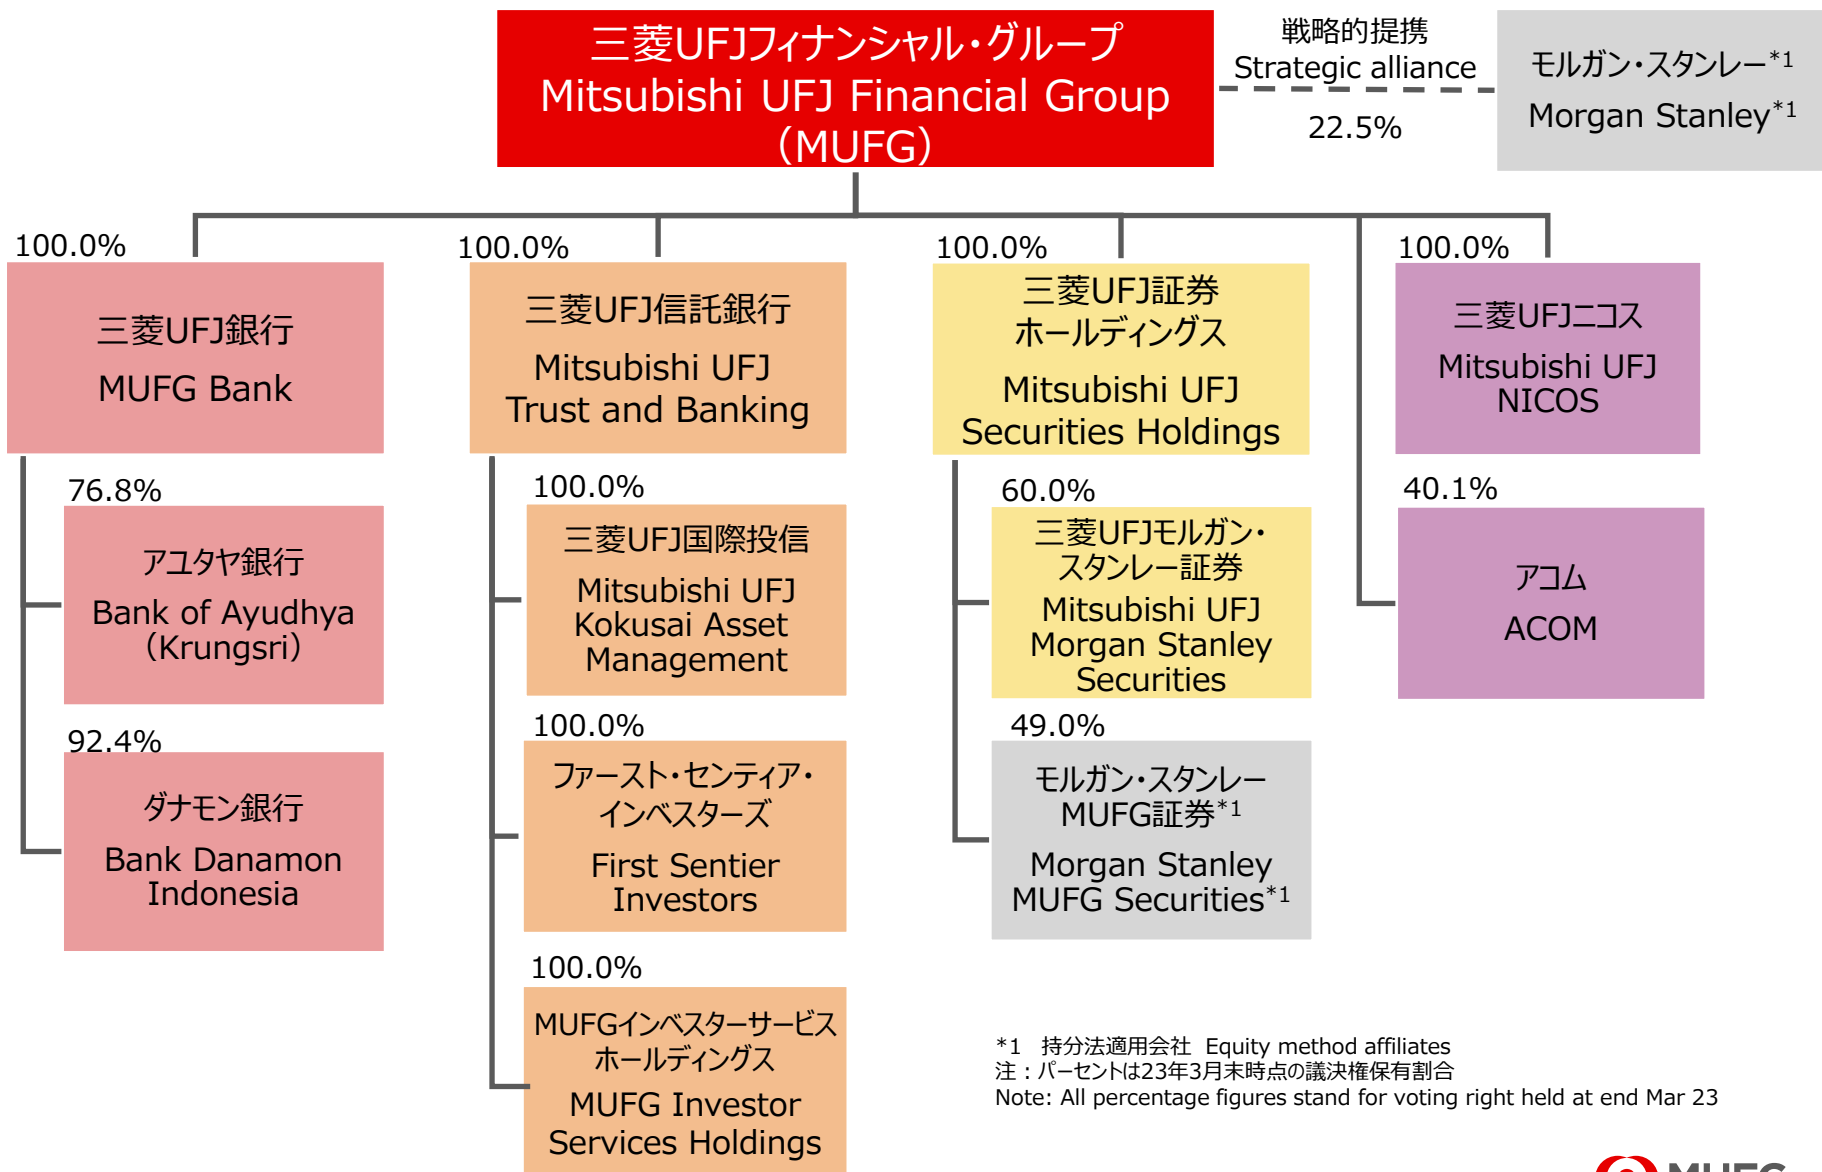 三菱UFJフィナンシャル・グループ
Mitsubishi UFJ Financial Group
（MUFG）
戦略的提携
Strategic alliance
22.5%
モルガン・スタンレー*1
Morgan Stanley*1
100.0%
三菱UFJ銀行
MUFG Bank
76.8%
アユタヤ銀行
Bank of Ayudhya
（Krungsri）
92.4%
ダナモン銀行
Bank Danamon
Indonesia
100.0%
三菱UFJ信託銀行
Mitsubishi UFJ
Trust and Banking
100.0%
三菱UFJ国際投信
Mitsubishi UFJ
Kokusai Asset
Management
100.0%
ファースト・センティア・
インベスターズ
First Sentier
Investors
100.0%
MUFGインベスターサービス
ホールディングス
MUFG Investor
Services Holdings
100.0%
三菱UFJ証券
ホールディングス
Mitsubishi UFJ
Securities Holdings
60.0%
三菱UFJモルガン・
スタンレー証券
Mitsubishi UFJ
Morgan Stanley
Securities
49.0%
モルガン・スタンレー
MUFG証券*1
Morgan Stanley
MUFG Securities*1
100.0%
三菱UFJニコス
Mitsubishi UFJ
NICOS
40.1%
アコム
ACOM
*1　持分法適用会社 Equity method affiliates
注：パーセントは23年3月末時点の議決権保有割合
Note: All percentage figures stand for voting right held at end Mar 23
MUFG